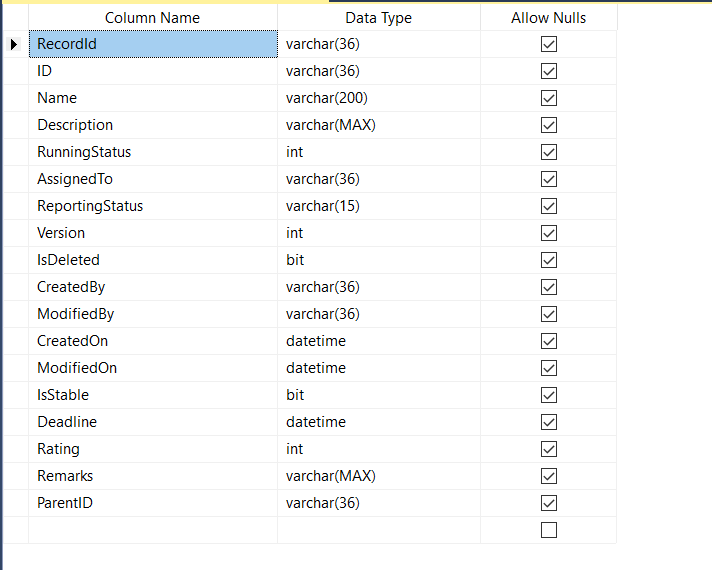 Column Name Data Type Allow Nulls
RecordId varchar(36)
ID varchar(36)
Name varchar(200)
Description varchar(MAX)
RunningStatus int
AssignedTo varchar(36)
ReportingStatus varchar(15)
Version int
IsDeleted bit
CreatedBy varchar(36)
ModifiedBy varchar(36)
CreatedOn datetime
ModifiedOn datetime
IsStable bit
Deadline datetime
Rating int
Remarks varchar(MAX)
ParentID varchar(36)